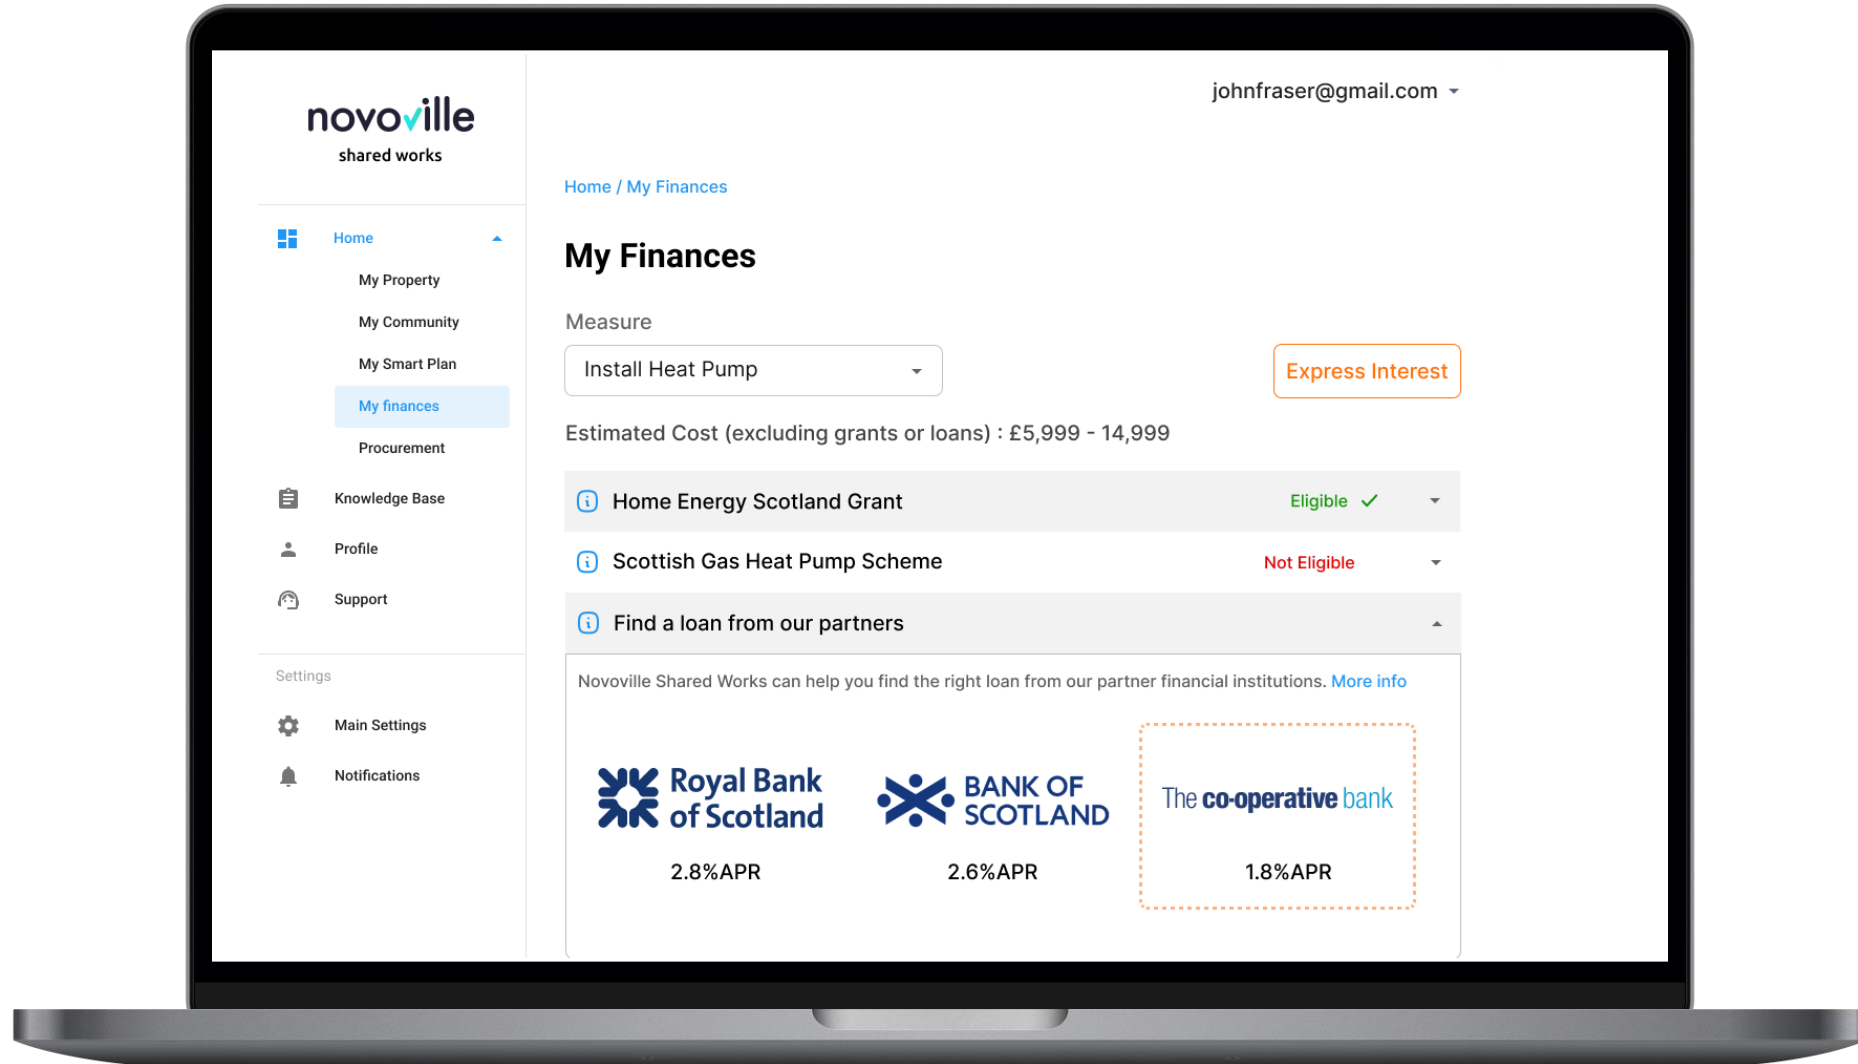 novoville
shared works
Home
My Property
My Community
My Smart Plan
My finances
Procurement
Knowledge Base
Profile
Support
Settings
Main Settings
Notifications
johnfraser@gmail.com
Home / My Finances
My Finances
Measure
Install Heat Pump
Express Interest
Estimated Cost (excluding grants or loans) : £5,999 - 14,999
Home Energy Scotland Grant
Eligible
Scottish Gas Heat Pump Scheme
Not Eligible
Find a loan from our partners
Novoville Shared Works can help you find the right loan from our partner financial institutions. More info
Royal Bank
of Scotland
2.8%APR
BANK OF
SCOTLAND
2.6%APR
The co-operative bank
1.8%APR